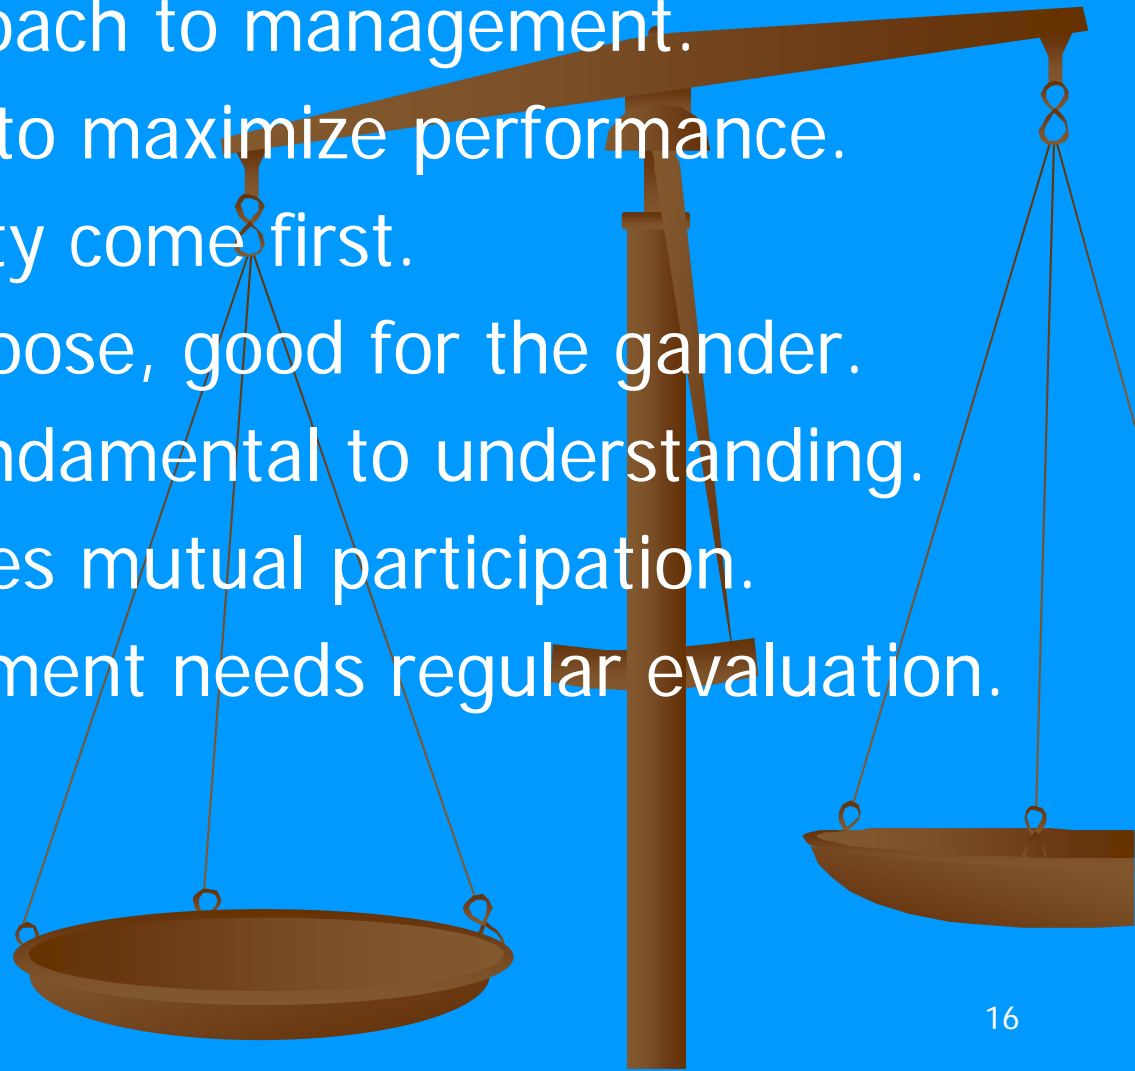 oach to management.
to maximize performance.
ty come first.
oose, good for the gander.
ndamental to understanding.
es mutual participation.
ment needs regular evaluation.
16